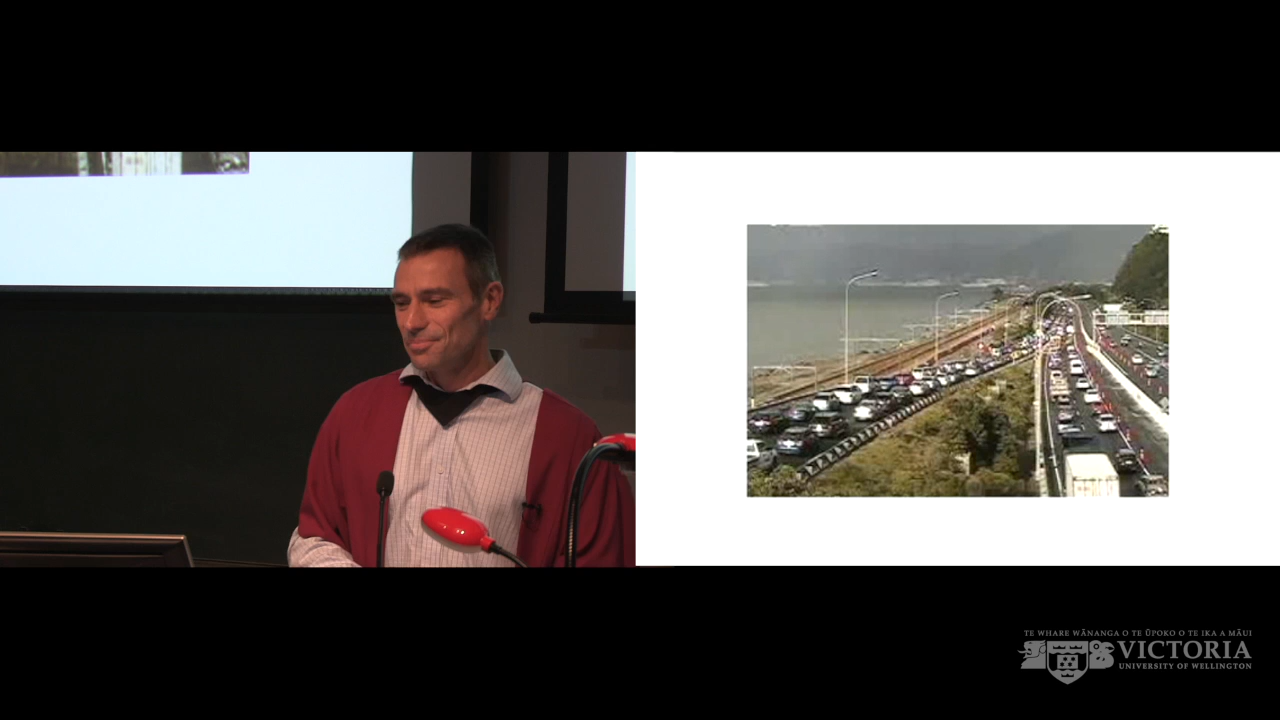 TE WHARE WĀNANGA O TE ŪPOKO O TE IKA A MĀUI
VICTORIA
UNIVERSITY OF WELLINGTON